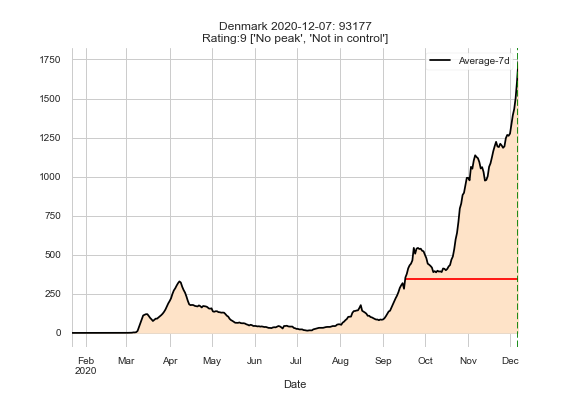 Denmark 2020-12-07: 93177
Rating:9 ['No peak', 'Not in control']
Average-7d
1750
1500
1250
1000
750
500
250
0
Feb Mar Apr May Jun Jul Aug Sep Oct Nov Dec
2020
Date